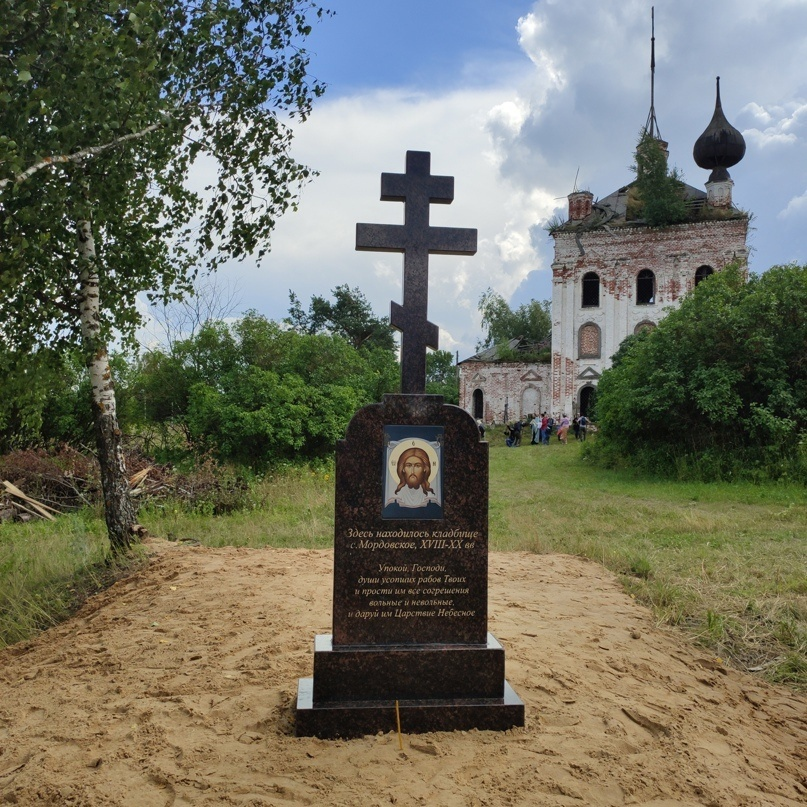 Здесь находилось кладбище
с.Мордовское, XVIII-XX вв
Упокой, Господи,
души усопших рабов Твоих
и прости им все согрешения
вольные и невольные,
и даруй им Царствие Небесное